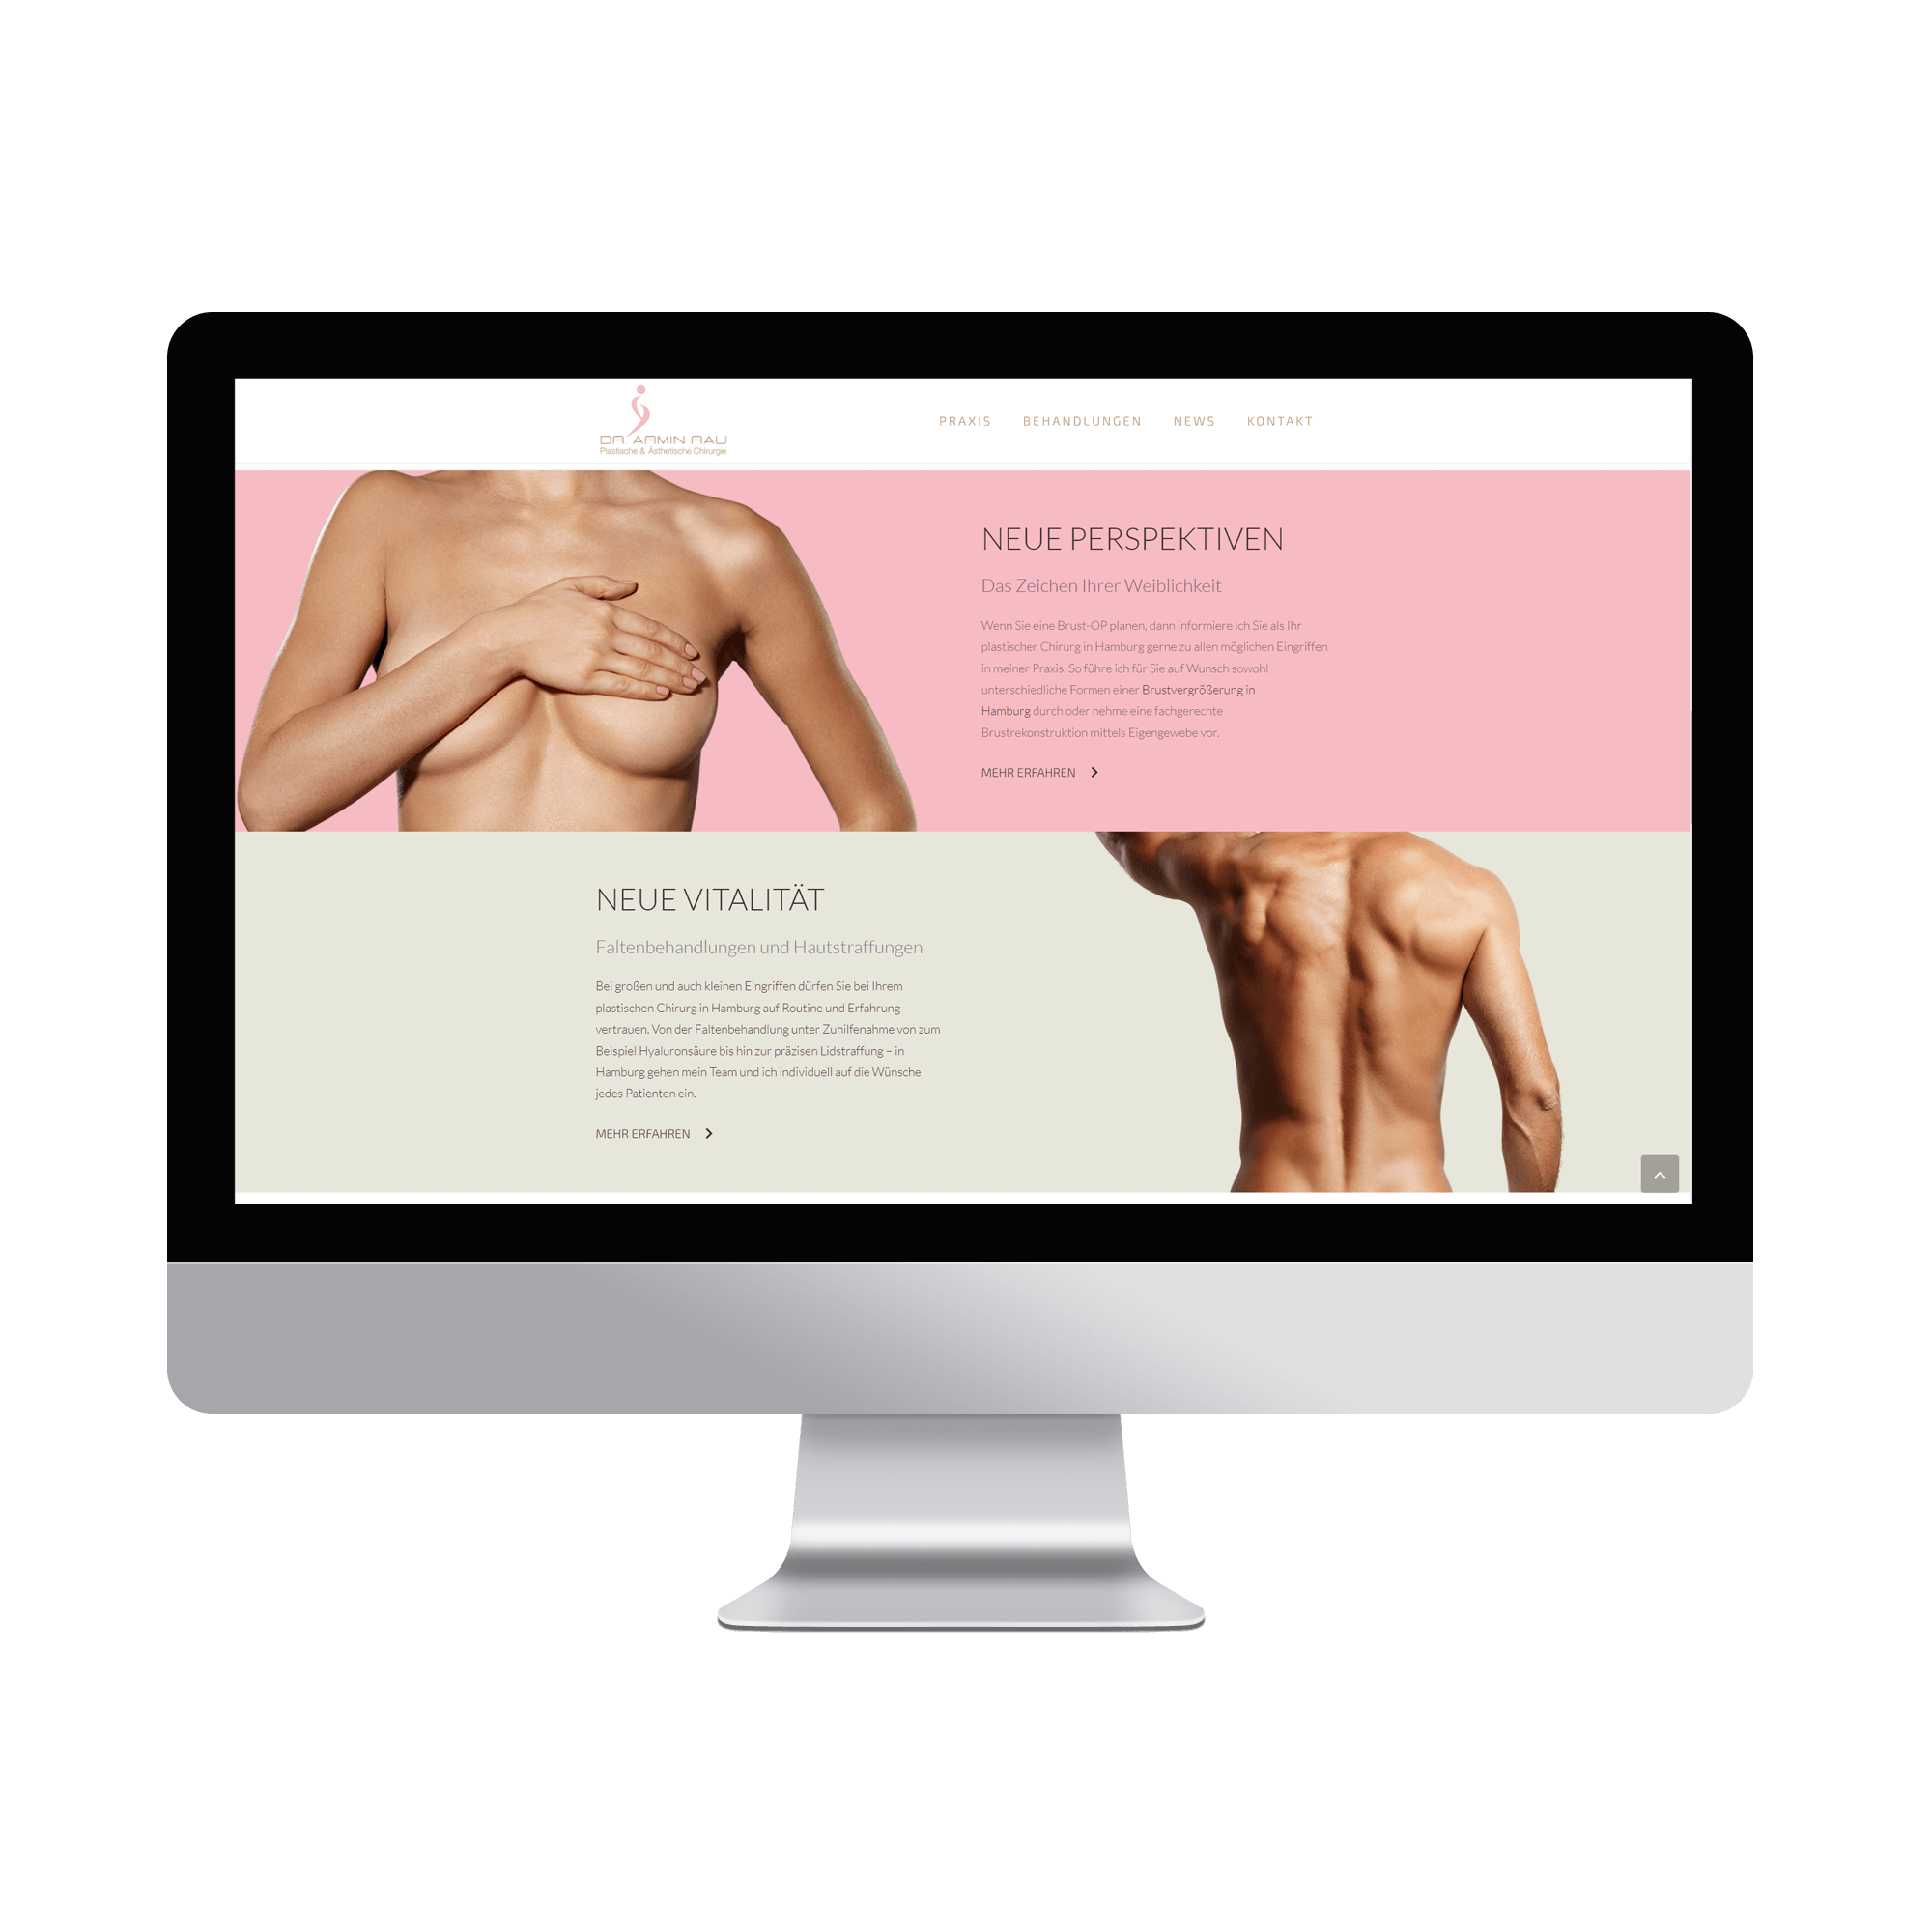 DR. ARMIN RAU
Plastische & Ästhetische Chirurgie
PRAXIS BEHANDLUNGEN NEWS KONTAKT
NEUE PERSPEKTIVEN
Das Zeichen Ihrer Weiblichkeit
Wenn Sie eine Brust-OP planen, dann informiere ich Sie als Ihr
plastischer Chirurg in Hamburg gerne zu allen möglichen Eingriffen
in meiner Praxis. So führe ich für Sie auf Wunsch sowohl
unterschiedliche Formen einer Brustvergrößerung in
Hamburg durch oder nehme eine fachgerechte
Brustrekonstruktion mittels Eigengewebe vor.
MEHR ERFAHREN
NEUE VITALITÄT
Faltenbehandlungen und Hautstraffungen
Bei großen und auch kleinen Eingriffen dürfen Sie bei Ihrem
plastischen Chirurg in Hamburg auf Routine und Erfahrung
vertrauen. Von der Faltenbehandlung unter Zuhilfenahme von zum
Beispiel Hyaluronsäure bis hin zur präzisen Lidstraffung – in
Hamburg gehen mein Team und ich individuell auf die Wünsche
jedes Patienten ein.
MEHR ERFAHREN